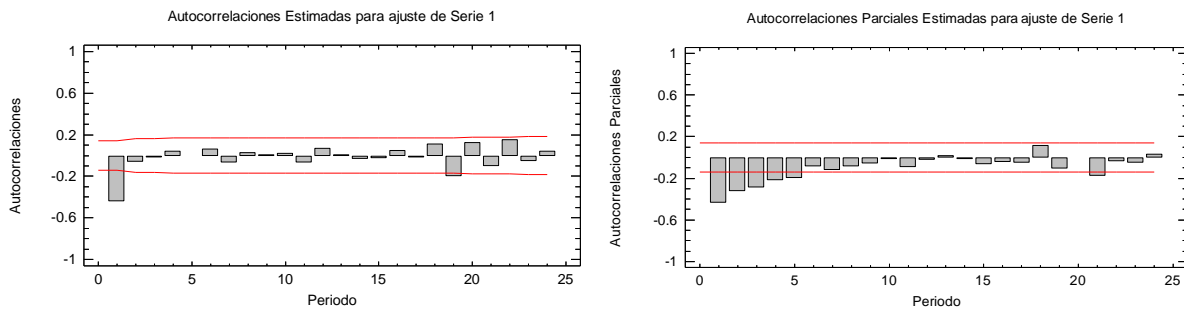 Autocorrelaciones Estimadas para ajuste de Serie 1
Autocorrelaciones
1
0.6
0.2
-0.2
-0.6
-1
0 5 10 15 20 25
Periodo
Autocorrelaciones Parciales Estimadas para ajuste de Serie 1
Autocorrelaciones Parciales
1
0.6
0.2
-0.2
-0.6
-1
0 5 10 15 20 25
Periodo